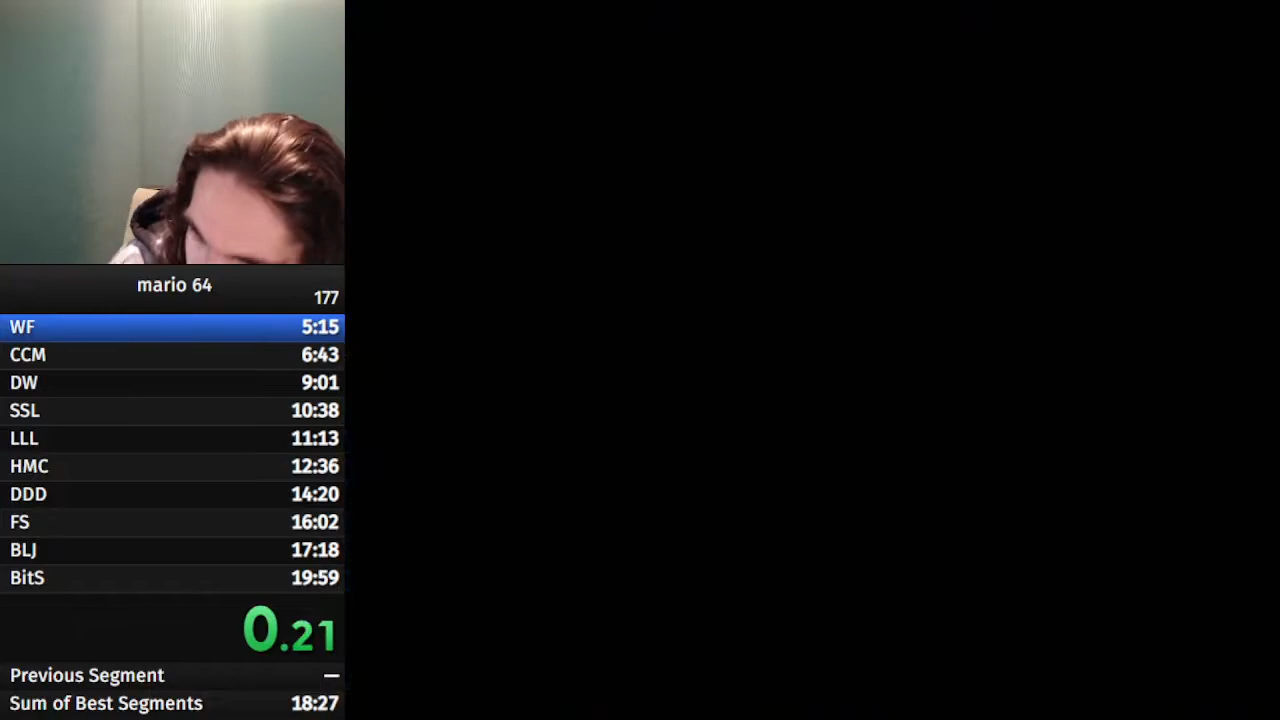 mario 64
177
WF 5:15
CCM 6:43
DW 9:01
SSL 10:38
LLL 11:13
HMC 12:36
DDD 14:20
FS 16:02
BLJ 17:18
BitS 19:59
0.21
Previous Segment —
Sum of Best Segments 18:27